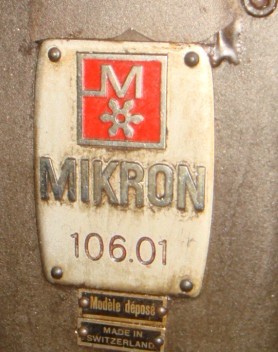 M
MIKRON
106.01
Modèle déposé
MADE IN
SWITZERLAND